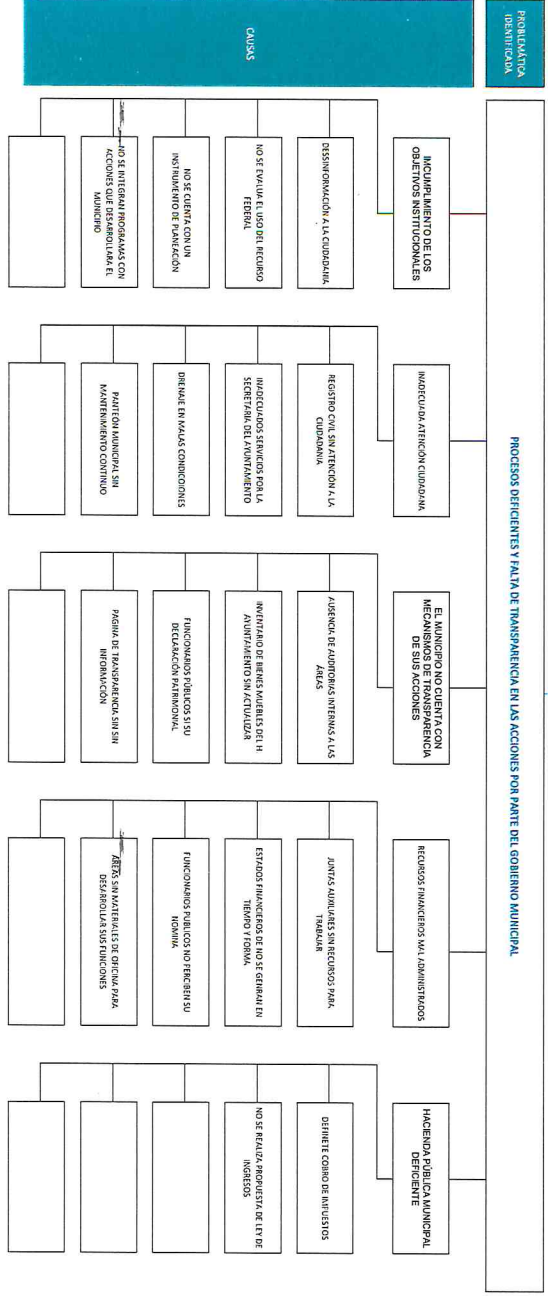 PROBLEMÁTICA
IDENTIFICADA
PROCESOS DEFICIENTES Y FALTA DE TRANSPARENCIA EN LAS ACCIONES POR PARTE DEL GOBIERNO MUNICIPAL
CAUSAS
IMCUMPLIMIENTO DE LOS
OBJETIVOS INSTITUCIONALES
DESSINFORMACIÓN A LA CIUDADANIA
NO SE EVALUA EL USO DEL RECURSO
FEDERAL
NO SE CUENTA CON UN
INSTRUMENTO DE PLANEACIÓN
NO SE INTEGRAN PROGRAMAS CON
ACCIONES QUE DESARROLLARA EL
MUNICIPIO
INADECUADA ATENCIÓN CIUDADANA
REGISTRO CIVIL SIN ATENCIÓN A LA
CIUDADANIA
INADECUADOS SERVICIOS POR LA
SECRETARIA DEL AYUNTAMIENTO
DRENAJE EN MALAS CONDICOIONES
PANTEÓN MUNICIPAL SIN
MANTENIMIENTO CONTINUO
EL MUNICIPIO NO CUENTA CON
MECANISMOS DE TRANSPARENCIA
DE SUS ACCIONES
AUSENCIA DE AUDITORIAS INTERNAS A LAS
ÁREAS
INVENTARIO DE BIENES MUEBLES DEL H.
AYUNTAMIENTO SIN ACTUALIZAR
FUNCIONARIOS PÚBLICOS SI SU
DECLARACIÓN PATRIMONIAL
PAGINA DE TRANSPARENCIA SIN SIN
INFORMACIÓN
RECURSOS FINANCIEROS MAL ADMINISTRADOS
JUNTAS AUXILIARES SIN RECURSOS PARA
TRABAJAR
ESTADOS FINANCIEROS DE NO SE GENRAN EN
TIEMPO Y FORMA
FUNCIONARIOS PUBLICOS NO PERCIBEN SU
NOMINA
ÁREAS SIN MATERIALES DE OFICINA PARA
DESARROLLAR SUS FUNCIONES
HACIENDA PÚBLICA MUNICIPAL
DEFICIENTE
DEFINETE COBRO DE IMPUESTOS
NO SE REALIZA PROPUESTA DE LEY DE
INGRESOS